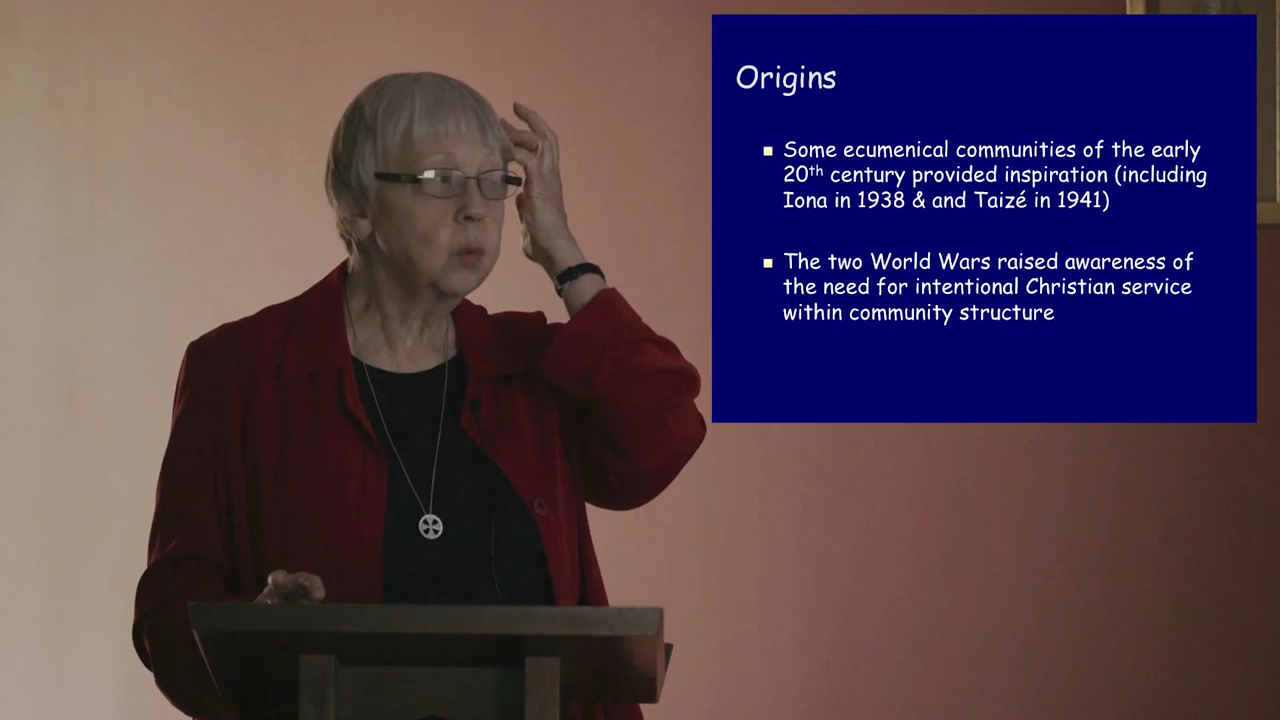 Origins
Some ecumenical communities of the early
20th century provided inspiration (including
Iona in 1938 & and Taizé in 1941)
The two World Wars raised awareness of
the need for intentional Christian service
within community structure